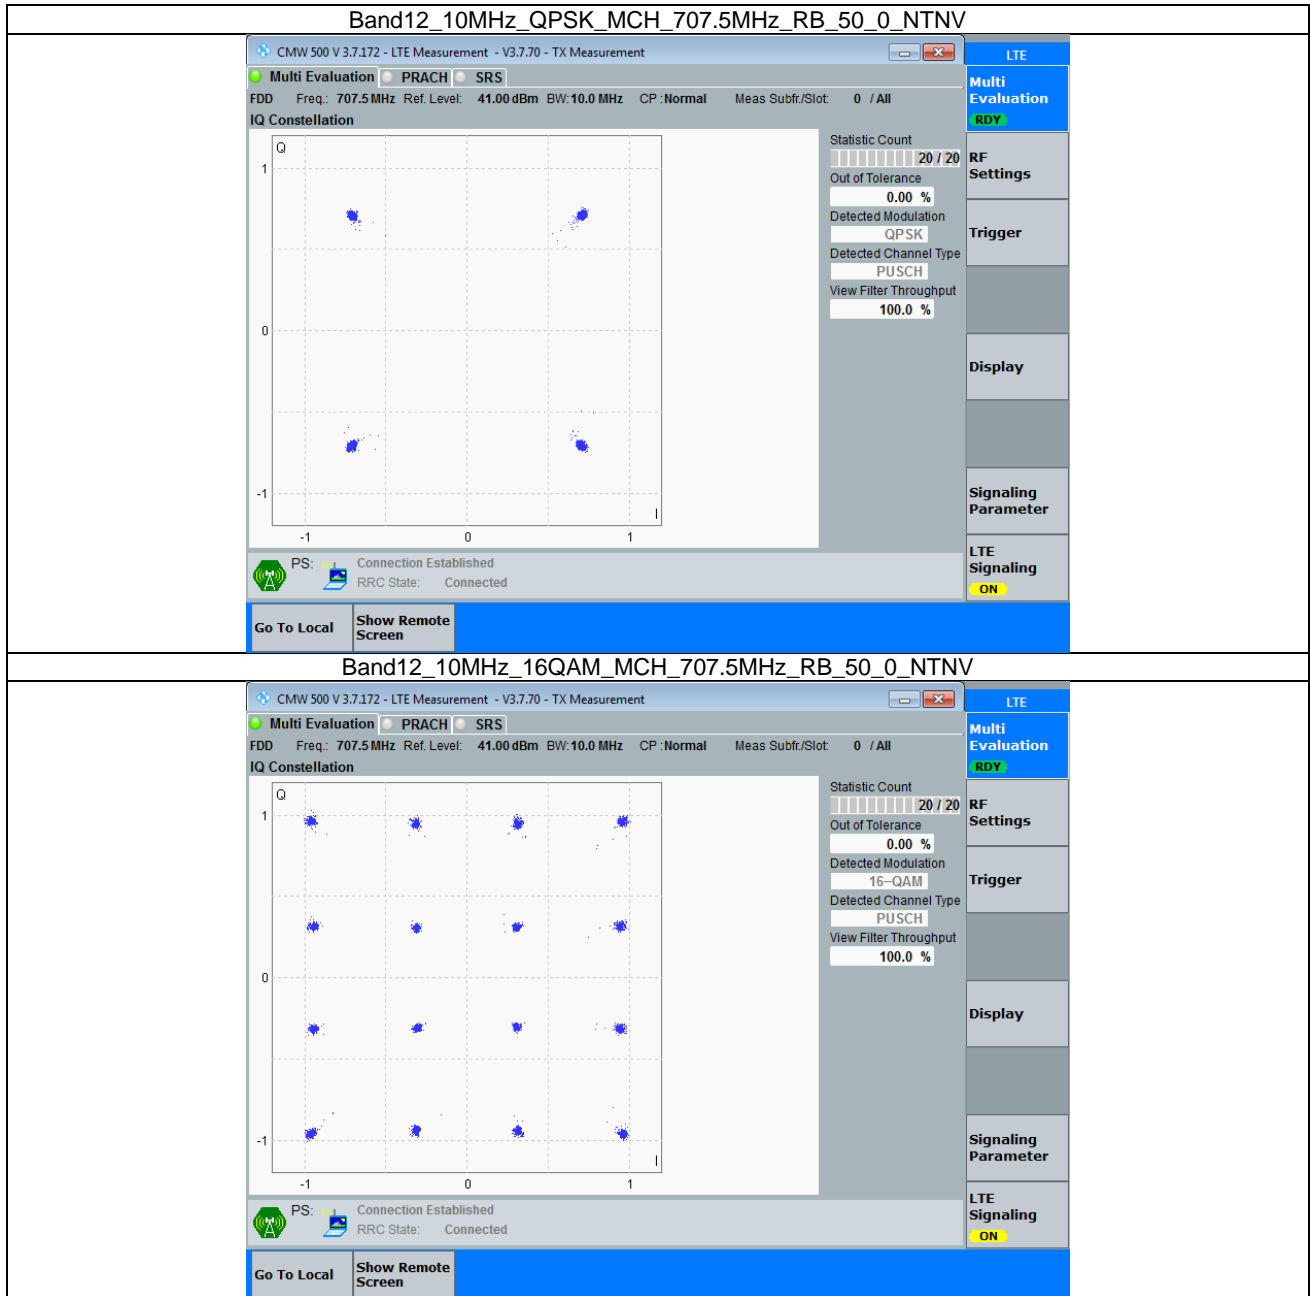 Band12_10MHz_QPSK_MCH_707.5MHz_RB_50_0_NTNV
CMW 500 V 3.7.172 - LTE Measurement - V3.7.70 - TX Measurement
LTE
Multi Evaluation PRACH SRS
Multi
Evaluation
RDY
FDD Freq.: 707.5 MHz Ref. Level: 41.00 dBm BW: 10.0 MHz CP : Normal Meas Subfr./Slot: 0 / All
IQ Constellation
Q
1
0
-1
-1 0 1
I
Statistic Count
20 / 20
Out of Tolerance
0.00 %
Detected Modulation
QPSK
Detected Channel Type
PUSCH
View Filter Throughput
100.0 %
RF
Settings
Trigger
Display
Signaling
Parameter
LTE
Signaling
ON
PS: Connection Established
RRC State: Connected
Go To Local
Show Remote
Screen
Band12_10MHz_16QAM_MCH_707.5MHz_RB_50_0_NTNV
CMW 500 V 3.7.172 - LTE Measurement - V3.7.70 - TX Measurement
LTE
Multi Evaluation PRACH SRS
Multi
Evaluation
RDY
FDD Freq.: 707.5 MHz Ref. Level: 41.00 dBm BW: 10.0 MHz CP : Normal Meas Subfr./Slot: 0 / All
IQ Constellation
Q
1
0
-1
-1 0 1
I
Statistic Count
20 / 20
Out of Tolerance
0.00 %
Detected Modulation
16-QAM
Detected Channel Type
PUSCH
View Filter Throughput
100.0 %
RF
Settings
Trigger
Display
Signaling
Parameter
LTE
Signaling
ON
PS: Connection Established
RRC State: Connected
Go To Local
Show Remote
Screen